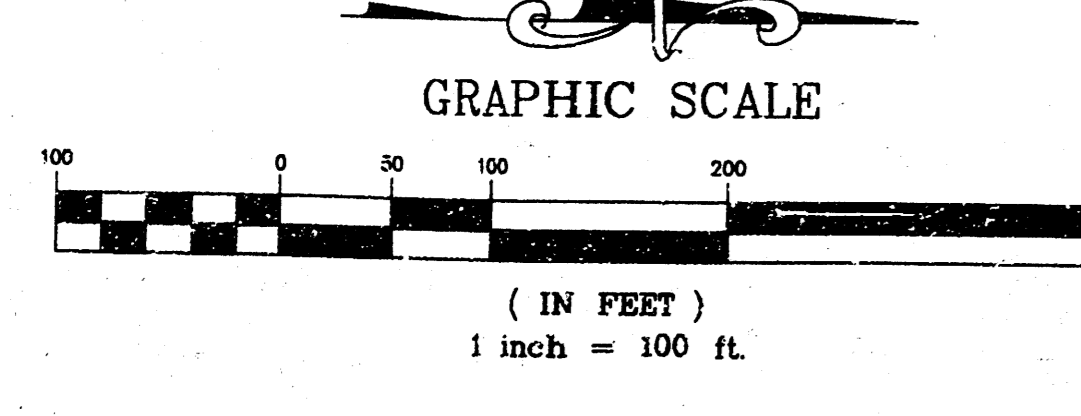 GRAPHIC SCALE
100 0 50 100 200
( IN FEET )
1 inch = 100 ft.